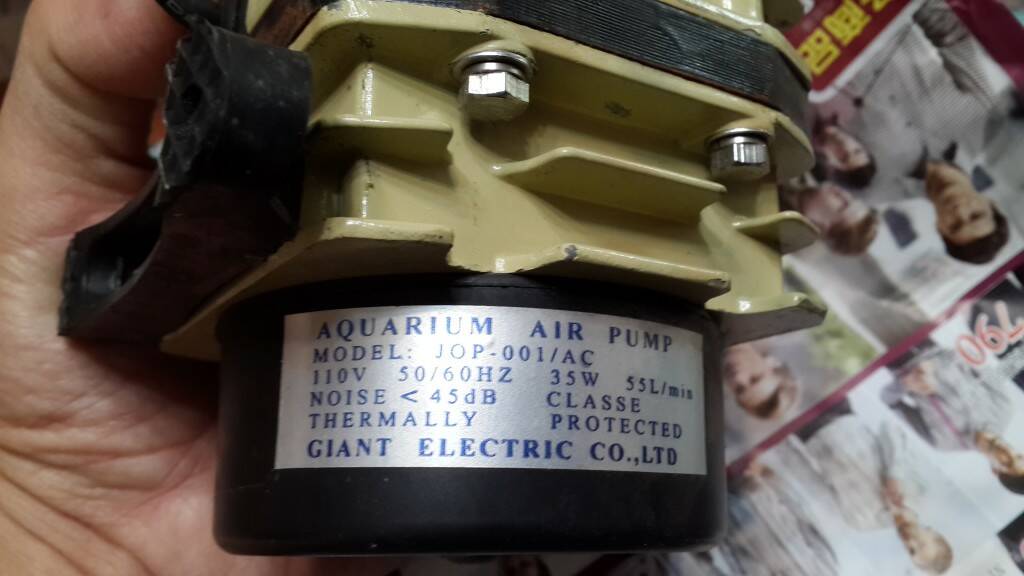 AQUARIUM AIR PUMP
MODEL: JOP-001/AC
110V 50/60HZ 35W 55L/min
NOISE < 45dB CLASSE
THERMALLY PROTECTED
GIANT ELECTRIC CO.,LTD
790